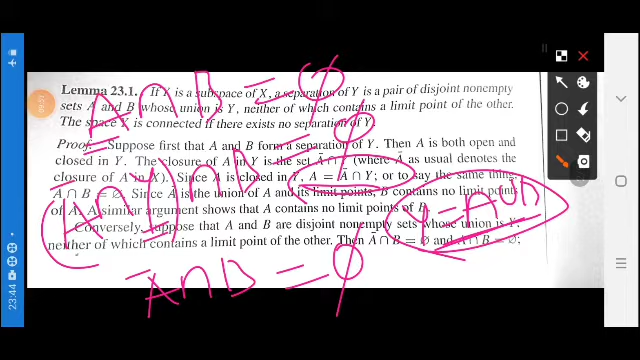 09:07
23:44
Lemma 23.1. If Y is a subspace of X, a separation of Y is a pair of disjoint nonempty
sets A and B whose union is Y, neither of which contains a limit point of the other.
The space Y is connected if there exists no separation of Y.
Proof. Suppose first that A and B form a separation of Y. Then A is both open and
closed in Y. The closure of A in Y is the set Ā ∩ Y (where Ā as usual denotes the
closure of A in X). Since A is closed in Y, A = Ā ∩ Y; or to say the same thing,
Ā ∩ B = ∅. Since Ā is the union of A and its limit points, B contains no limit points
of A. A similar argument shows that A contains no limit points of B.
Conversely, suppose that A and B are disjoint nonempty sets whose union is Y,
neither of which contains a limit point of the other. Then Ā ∩ B = ∅ and A ∩ B̄ = ∅;
A∩B = ϕ
Y = A∪B
Ā∩B = ϕ